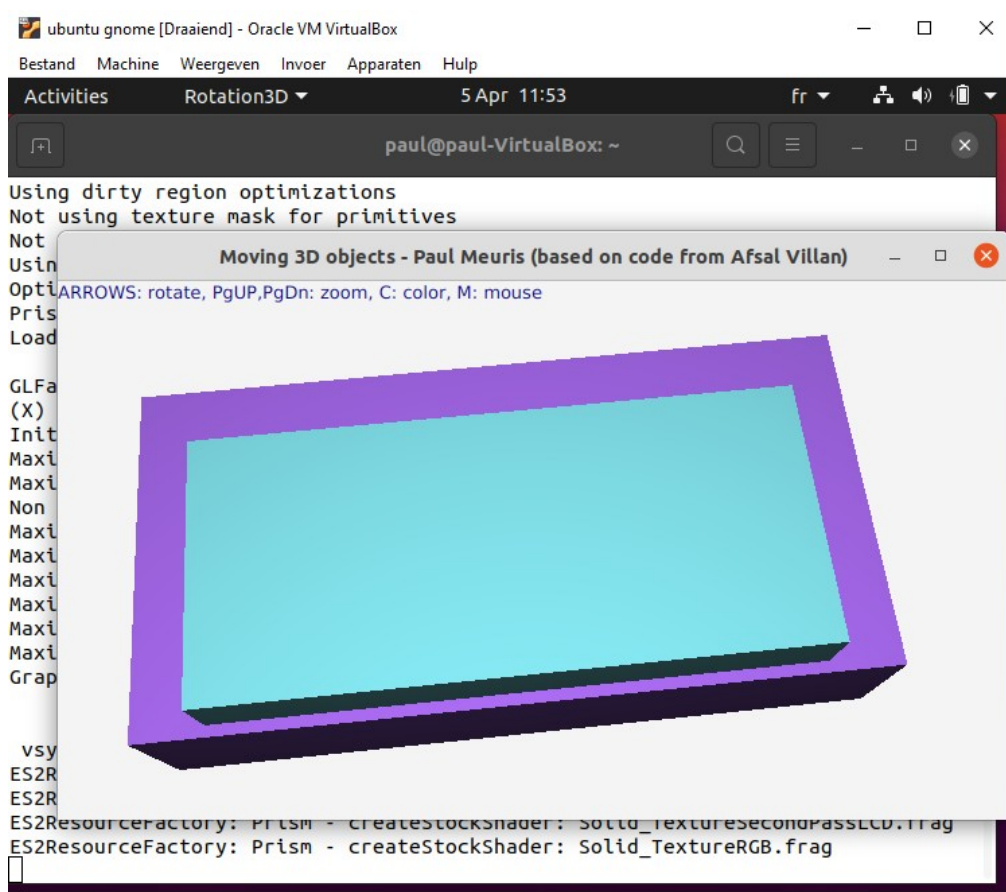 ubuntu gnome [Draaiend] - Oracle VM VirtualBox
Bestand Machine Weergeven Invoer Apparaten Hulp
Activities Rotation3D 5 Apr 11:53 fr
paul@paul-VirtualBox: ~
Using dirty region optimizations
Not using texture mask for primitives
Not
Moving 3D objects - Paul Meuris (based on code from Afsal Villan)
Usin
Opti
ARROWS: rotate, PgUP,PgDn: zoom, C: color, M: mouse
Pris
Load
GLFa
(X)
Init
Maxi
Maxi
Non
Maxi
Maxi
Maxi
Maxi
Maxi
Maxi
Grap
vsy
ES2R
ES2R
ES2ResourceFactory: Prism - createStockShader: Solid_TextureSecondPassLCD.frag
ES2ResourceFactory: Prism - createStockShader: Solid_TextureRGB.frag